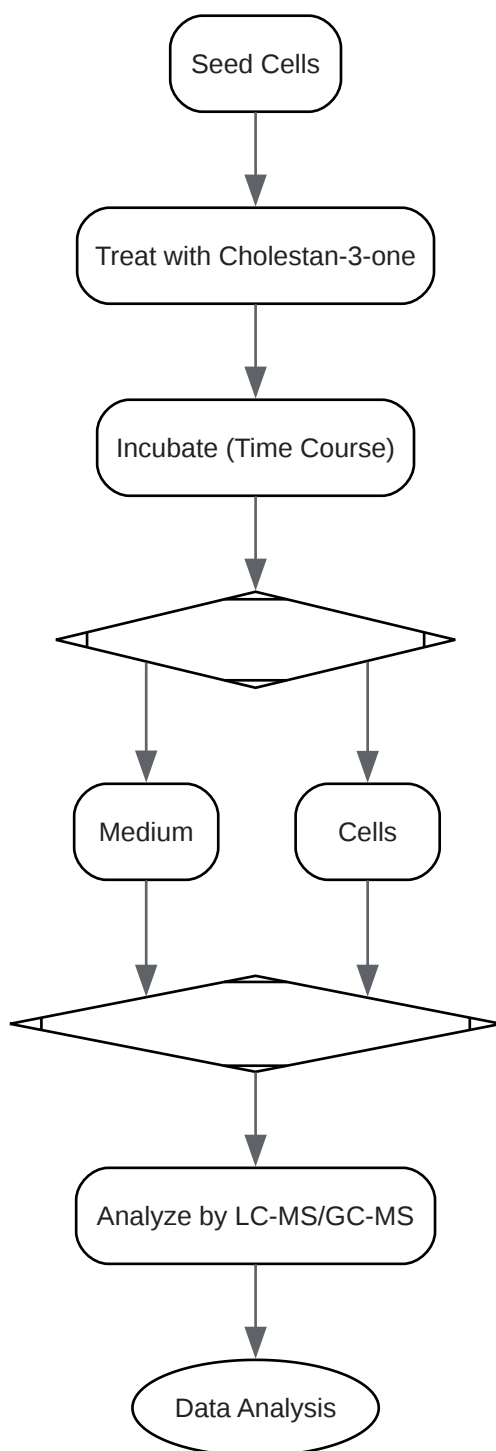 Seed Cells
Treat with Cholestan-3-one
Incubate (Time Course)
Medium
Cells
Analyze by LC-MS/GC-MS
Data Analysis